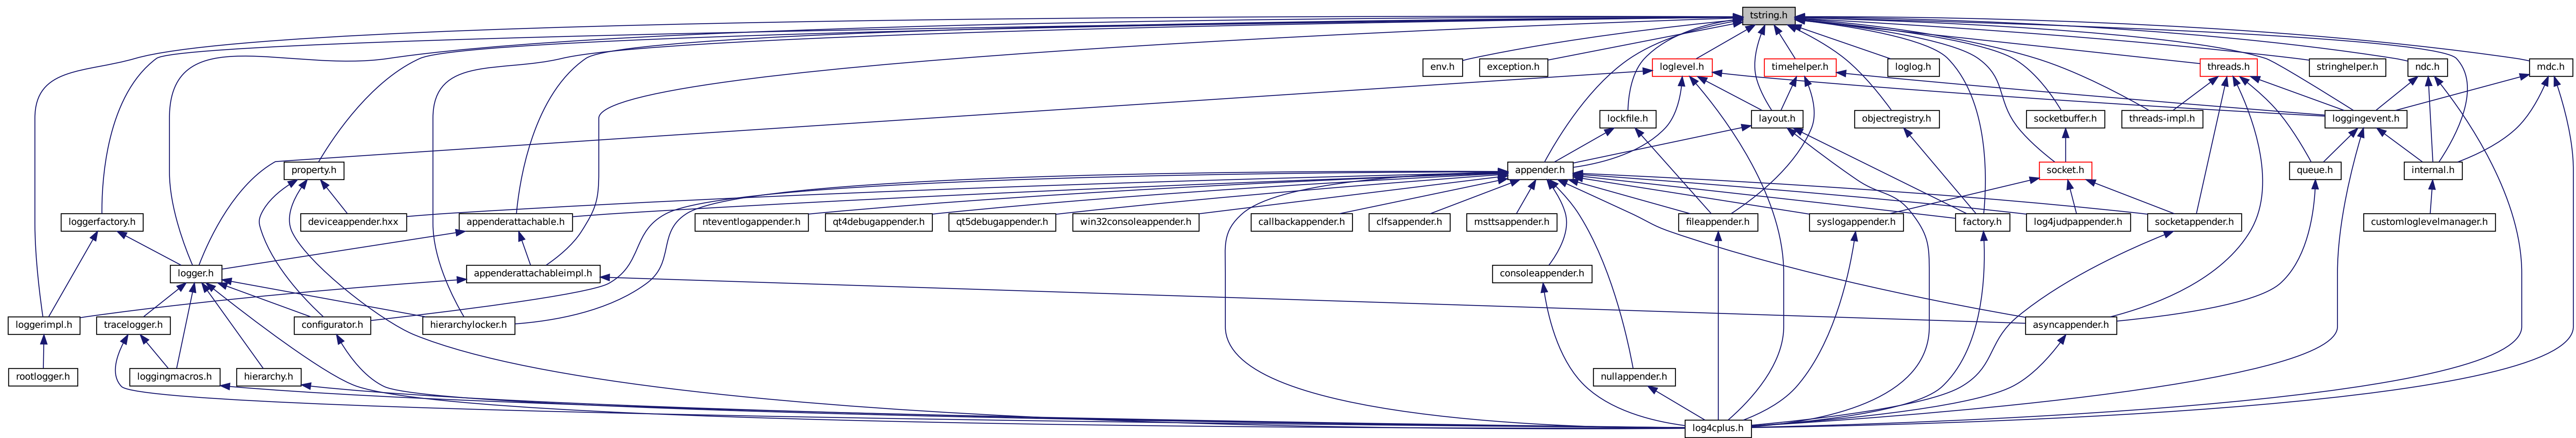 tstring.h
env.h
exception.h
loglevel.h
timehelper.h
loglog.h
threads.h
stringhelper.h
ndc.h
mdc.h
lockfile.h
layout.h
objectregistry.h
socketbuffer.h
threads-impl.h
loggingevent.h
property.h
appender.h
socket.h
queue.h
internal.h
loggerfactory.h
deviceappender.hxx
appenderattachable.h
nteventlogappender.h
qt4debugappender.h
qt5debugappender.h
win32consoleappender.h
callbackappender.h
clfsappender.h
msttsappender.h
fileappender.h
syslogappender.h
factory.h
log4judpappender.h
socketappender.h
customloglevelmanager.h
logger.h
appenderattachableimpl.h
consoleappender.h
loggerimpl.h
tracelogger.h
configurator.h
hierarchylocker.h
asyncappender.h
rootlogger.h
loggingmacros.h
hierarchy.h
nullappender.h
log4cplus.h